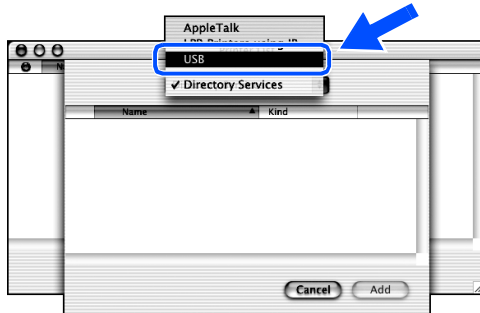 AppleTalk
USB
✓ Directory Services
Name Kind
Cancel Add